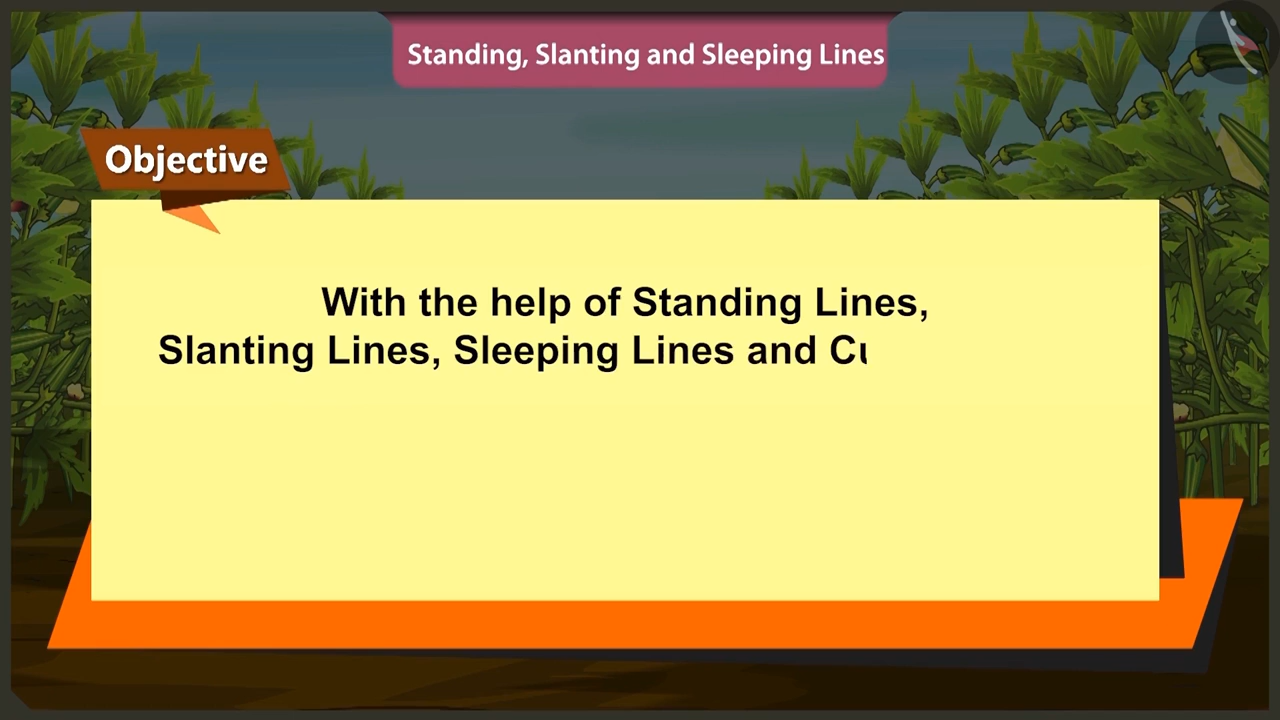 Standing, Slanting and Sleeping Lines
Objective
With the help of Standing Lines,
Slanting Lines, Sleeping Lines and